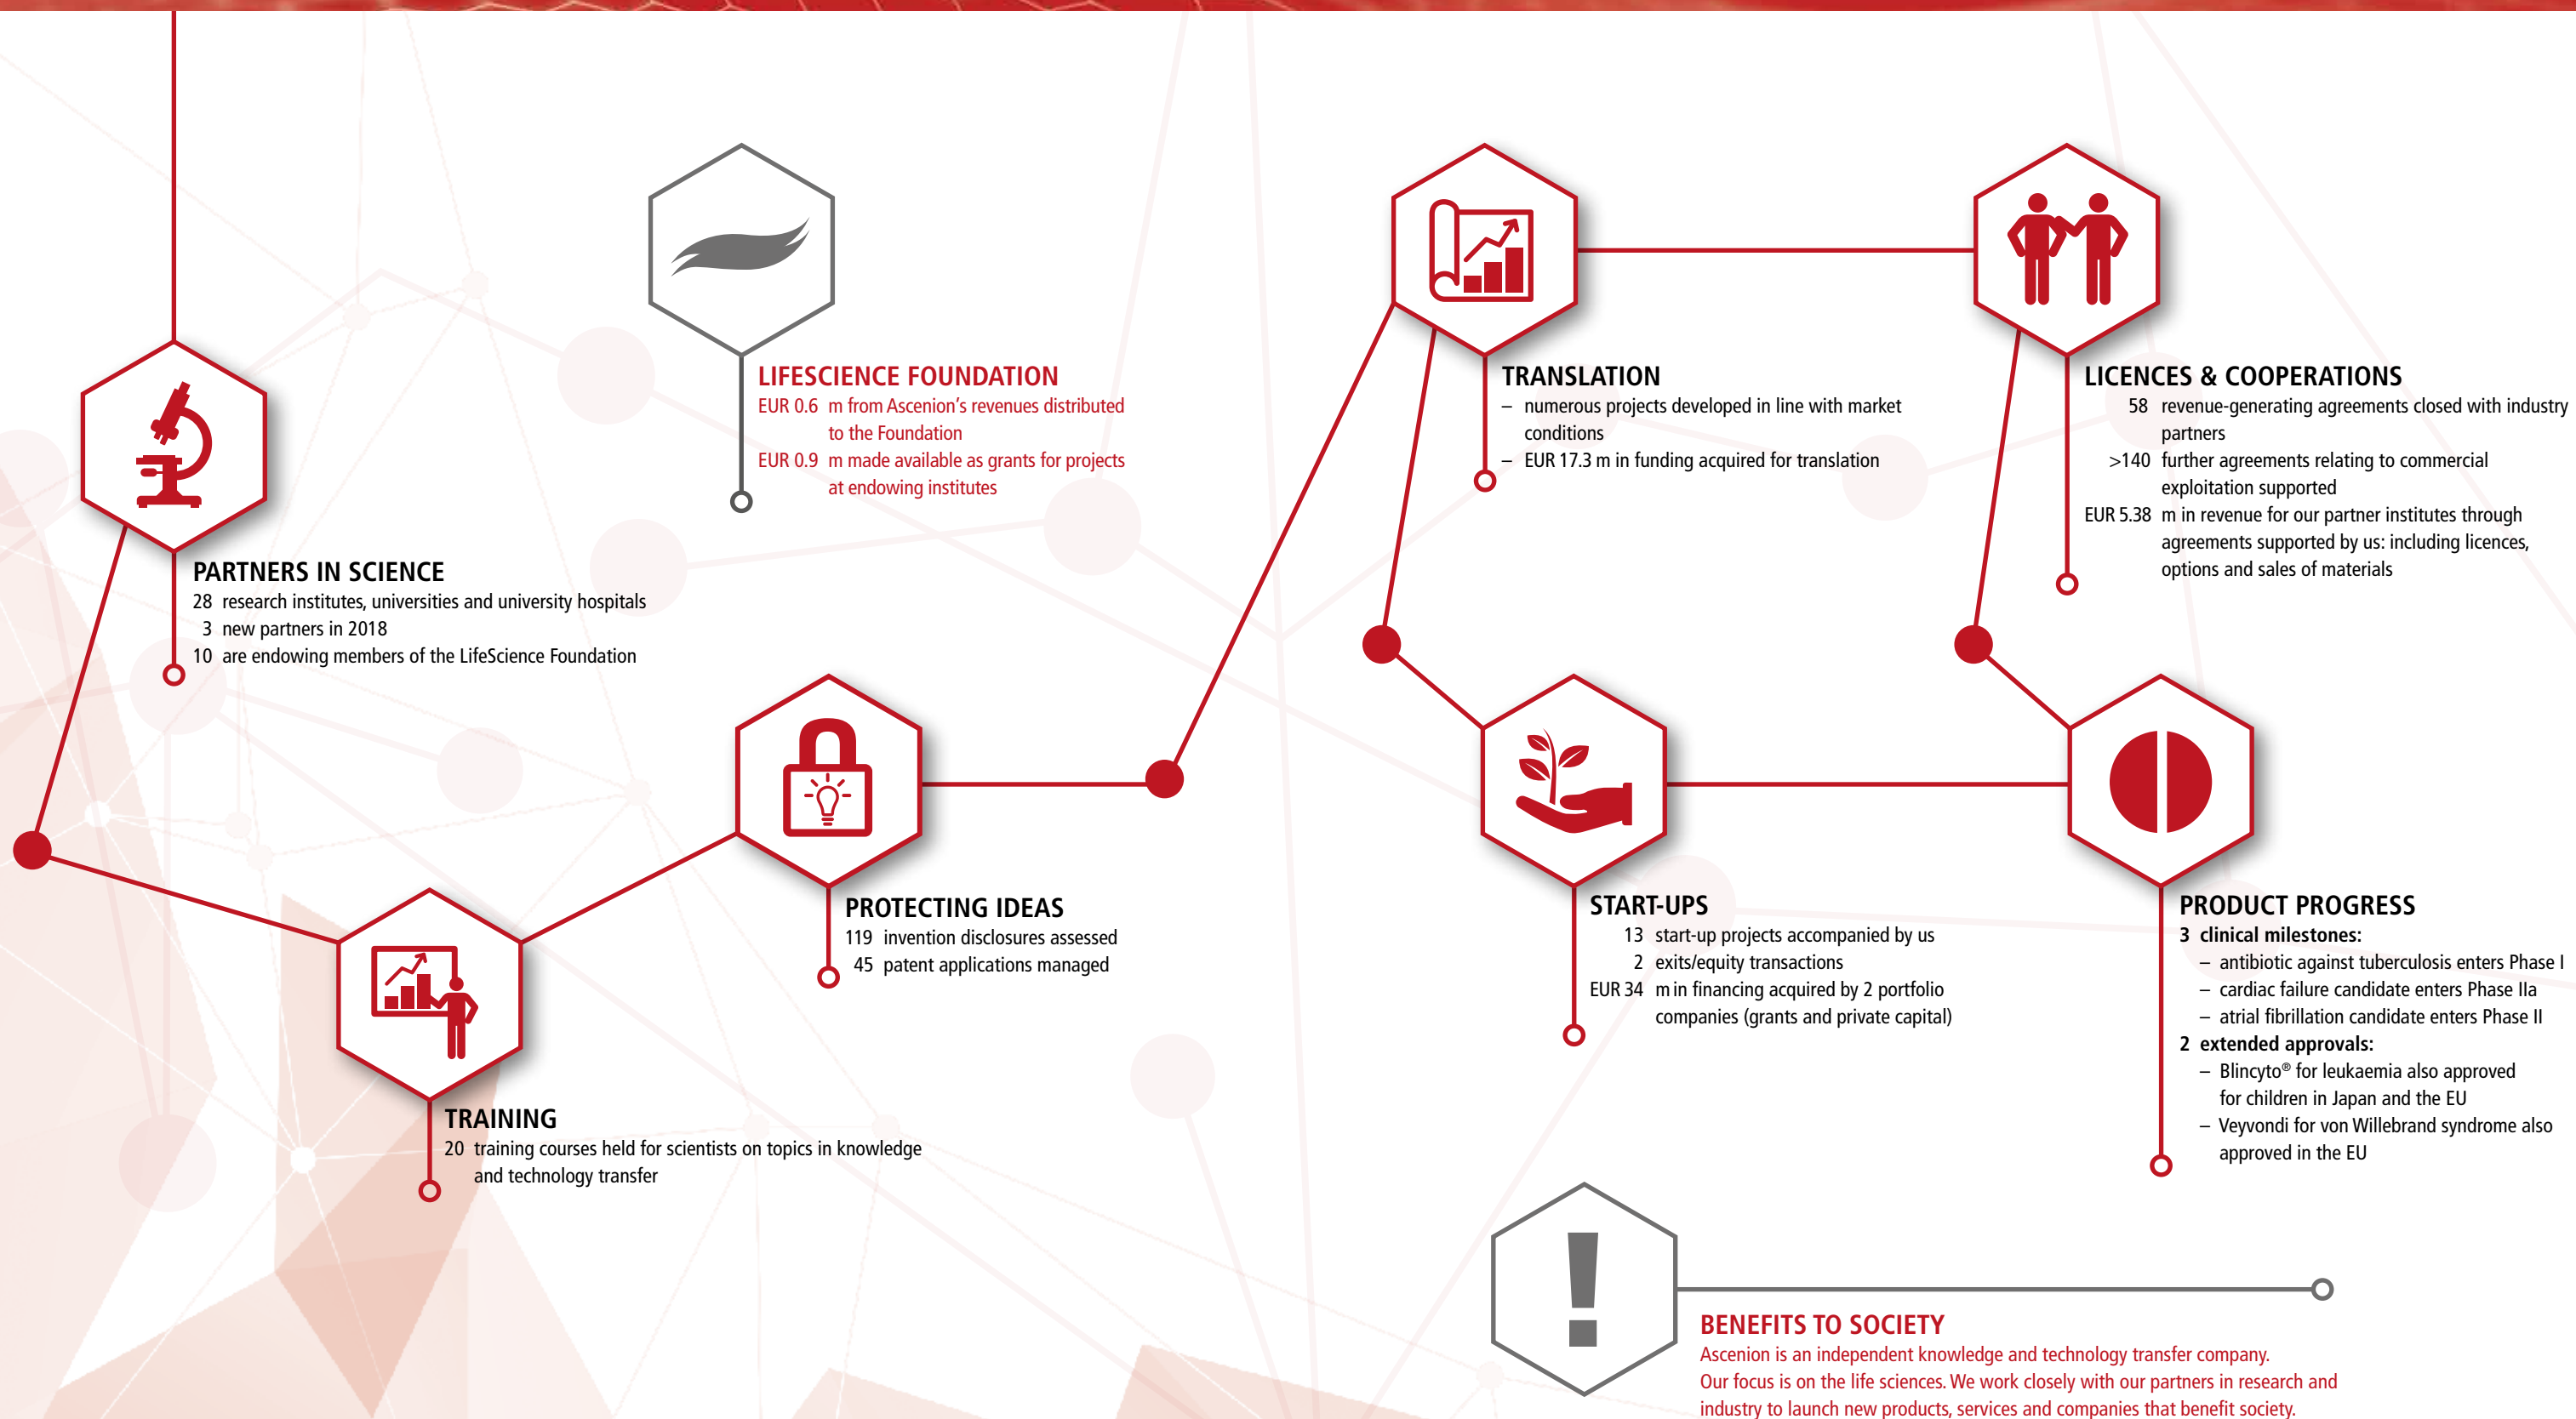 PARTNERS IN SCIENCE
28 research institutes, universities and university hospitals
3 new partners in 2018
10 are endowing members of the LifeScience Foundation
TRAINING
20 training courses held for scientists on topics in knowledge
and technology transfer
PROTECTING IDEAS
119 invention disclosures assessed
45 patent applications managed
LIFESCIENCE FOUNDATION
EUR 0.6 m from Ascenion's revenues distributed
to the Foundation
EUR 0.9 m made available as grants for projects
at endowing institutes
TRANSLATION
– numerous projects developed in line with market
conditions
– EUR 17.3 m in funding acquired for translation
LICENCES & COOPERATIONS
58 revenue-generating agreements closed with industry
partners
>140 further agreements relating to commercial
exploitation supported
EUR 5.38 m in revenue for our partner institutes through
agreements supported by us: including licences,
options and sales of materials
START-UPS
13 start-up projects accompanied by us
2 exits/equity transactions
EUR 34 m in financing acquired by 2 portfolio
companies (grants and private capital)
PRODUCT PROGRESS
3 clinical milestones:
– antibiotic against tuberculosis enters Phase I
– cardiac failure candidate enters Phase IIa
– atrial fibrillation candidate enters Phase II
2 extended approvals:
– Blincyto® for leukaemia also approved
for children in Japan and the EU
– Veyvondi for von Willebrand syndrome also
approved in the EU
BENEFITS TO SOCIETY
Ascenion is an independent knowledge and technology transfer company.
Our focus is on the life sciences. We work closely with our partners in research and
industry to launch new products, services and companies that benefit society.